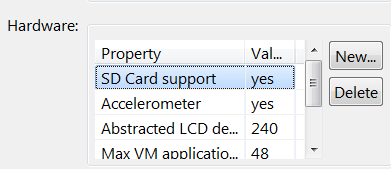 Hardware:
Property Val...
SD Card support yes
Accelerometer yes
Abstracted LCD de... 240
Max VM applicatio... 48
New...
Delete